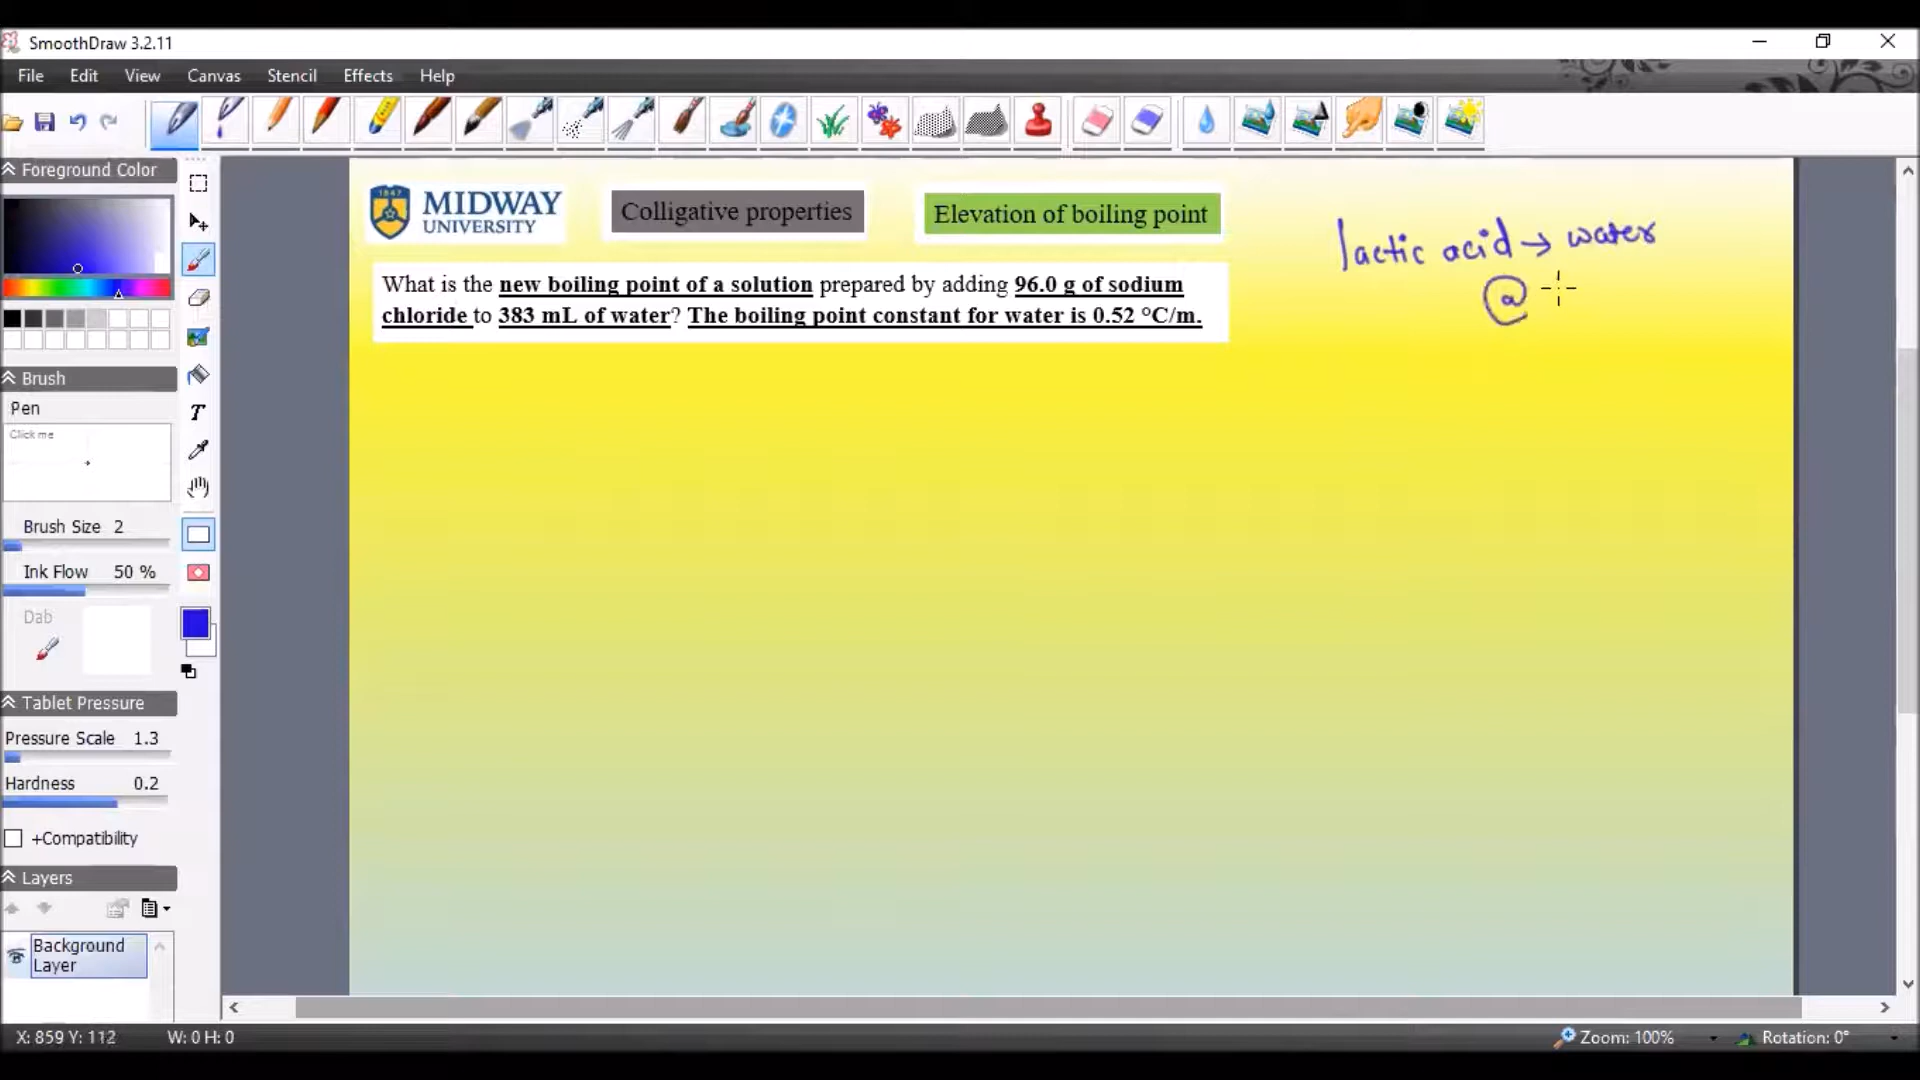 SmoothDraw 3.2.11
File Edit View Canvas Stencil Effects Help
Foreground Color
Brush
Pen
Click me
Brush Size 2
Ink Flow 50 %
Dab
Tablet Pressure
Pressure Scale 1.3
Hardness 0.2
+Compatibility
Layers
Background
Layer
T
1847
MIDWAY
UNIVERSITY
Colligative properties
Elevation of boiling point
What is the new boiling point of a solution prepared by adding 96.0 g of sodium
chloride to 383 mL of water? The boiling point constant for water is 0.52 °C/m.
lactic acid → water
@
X: 859 Y: 112 W: 0 H: 0 Zoom: 100% Rotation: 0°